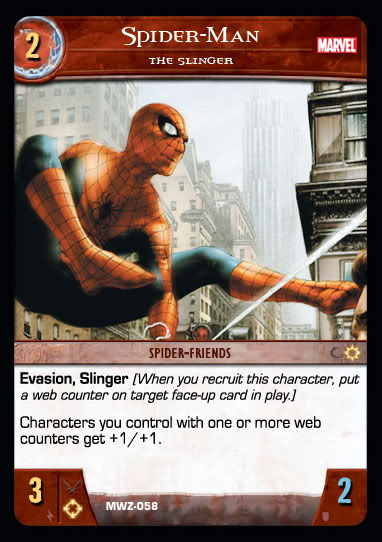 2
Spider-Man
The Slinger
MARVEL
SPIDER-FRIENDS
C
Evasion, Slinger [When you recruit this character, put
a web counter on target face-up card in play.]
Characters you control with one or more web
counters get +1/+1.
3
MWZ-058
2